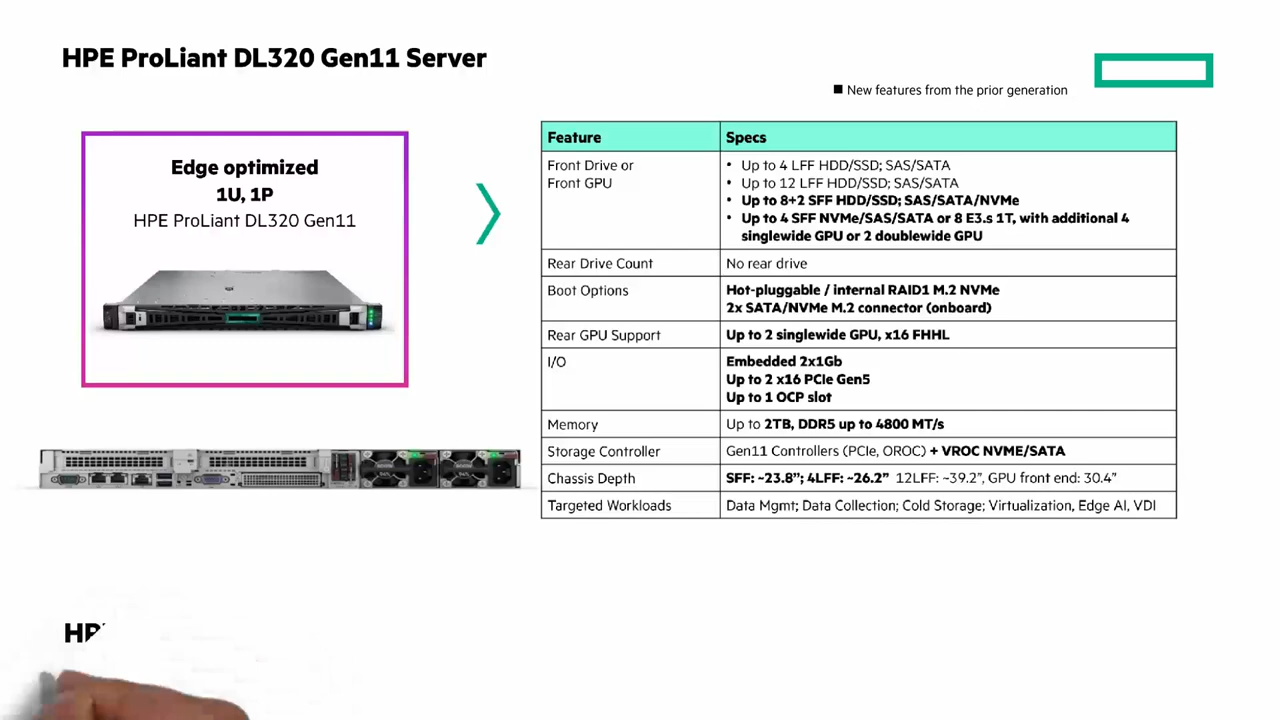 HPE ProLiant DL320 Gen11 Server
■ New features from the prior generation
Edge optimized
1U, 1P
HPE ProLiant DL320 Gen11
Feature Specs
Front Drive or
Front GPU
• Up to 4 LFF HDD/SSD; SAS/SATA
• Up to 12 LFF HDD/SSD; SAS/SATA
• Up to 8+2 SFF HDD/SSD; SAS/SATA/NVMe
• Up to 4 SFF NVMe/SAS/SATA or 8 E3.s 1T, with additional 4
singlewide GPU or 2 doublewide GPU
Rear Drive Count No rear drive
Boot Options Hot-pluggable / internal RAID1 M.2 NVMe
2x SATA/NVMe M.2 connector (onboard)
Rear GPU Support Up to 2 singlewide GPU, x16 FHHL
I/O Embedded 2x1Gb
Up to 2 x16 PCIe Gen5
Up to 1 OCP slot
Memory Up to 2TB, DDR5 up to 4800 MT/s
Storage Controller Gen11 Controllers (PCIe, OROC) + VROC NVME/SATA
Chassis Depth SFF: ~23.8”; 4LFF: ~26.2” 12LFF: ~39.2”, GPU front end: 30.4”
Targeted Workloads Data Mgmt; Data Collection; Cold Storage; Virtualization, Edge AI, VDI